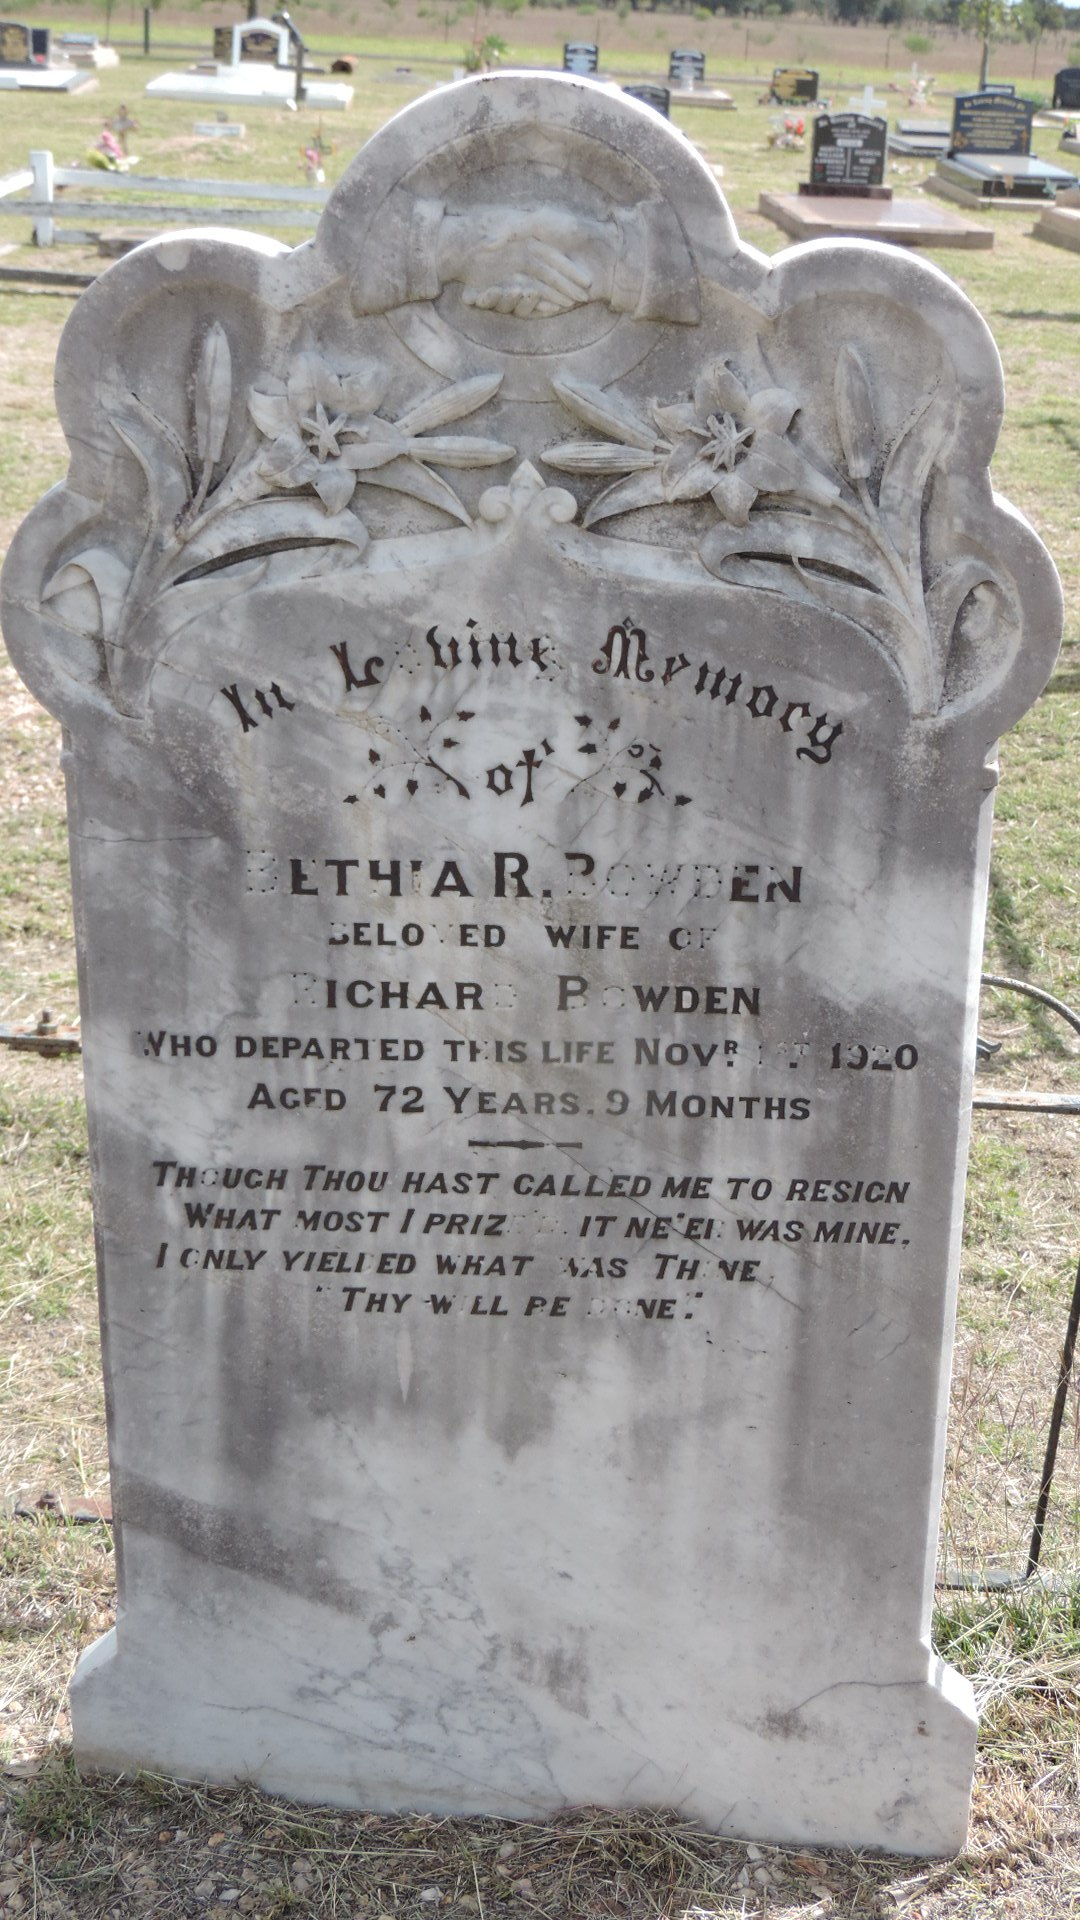 In Loving Memory
of
BETHIA R. BOWDEN
BELOVED WIFE OF
RICHARD BOWDEN
WHO DEPARTED THIS LIFE NOVR. 1ST. 1920
AGED 72 YEARS. 9 MONTHS
THOUGH THOU HAST CALLED ME TO RESIGN
WHAT MOST I PRIZED. IT NE'ER WAS MINE.
I ONLY YIELDED WHAT WAS THINE,
"THY WILL BE DONE".